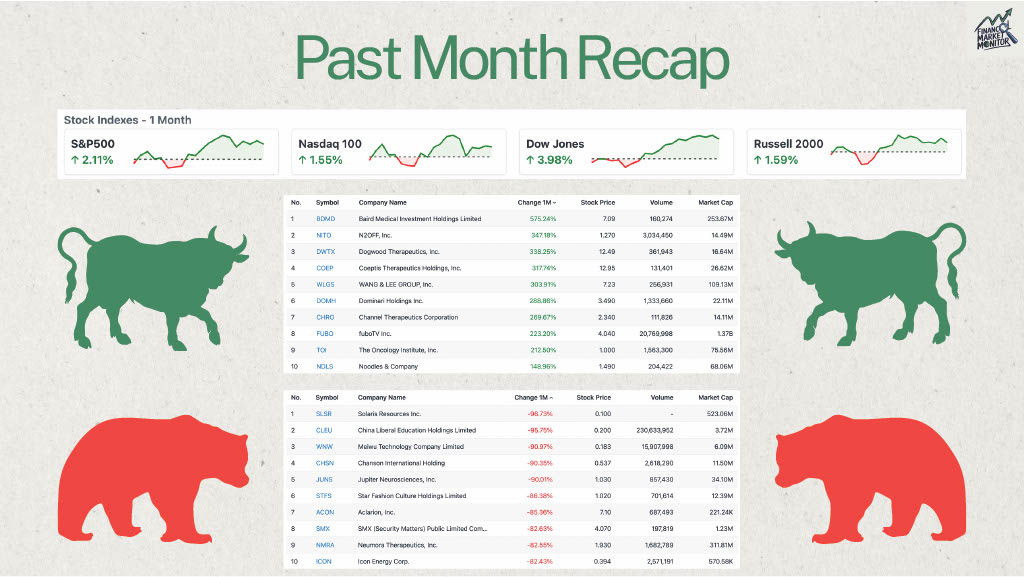 FINANCIAL
MARKET
MONITOR
Past Month Recap
Stock Indexes - 1 Month
S&P500
↑ 2.11%
Nasdaq 100
↑ 1.55%
Dow Jones
↑ 3.98%
Russell 2000
↑ 1.59%
No. Symbol Company Name Change 1M Stock Price Volume Market Cap
1 BDMD Baird Medical Investment Holdings Limited 575.24% 7.09 160,274 253.67M
2 NITO N2OFF, Inc. 347.18% 1.270 3,034,450 14.49M
3 DWTX Dogwood Therapeutics, Inc. 338.25% 12.49 361,943 16.64M
4 COEP Coeptis Therapeutics Holdings, Inc. 317.74% 12.95 131,401 26.62M
5 WLGS WANG & LEE GROUP, Inc. 303.91% 7.23 256,931 109.13M
6 DOMH Dominari Holdings Inc. 288.86% 3.490 1,333,660 22.11M
7 CHRO Channel Therapeutics Corporation 269.67% 2.340 111,826 14.11M
8 FUBO fuboTV Inc. 223.20% 4.040 20,769,998 1.37B
9 TOI The Oncology Institute, Inc. 212.50% 1.000 1,563,300 75.56M
10 NDLS Noodles & Company 148.96% 1.490 204,422 68.06M
No. Symbol Company Name Change 1M Stock Price Volume Market Cap
1 SLSR Solaris Resources Inc. -96.73% 0.100 - 523.06M
2 CLEU China Liberal Education Holdings Limited -95.75% 0.200 230,633,952 3.72M
3 WNW Meiwu Technology Company Limited -90.97% 0.183 15,907,998 6.09M
4 CHSN Chanson International Holding -90.35% 0.537 2,618,290 11.50M
5 JUNS Jupiter Neurosciences, Inc. -90.01% 1.030 857,430 34.10M
6 STFS Star Fashion Culture Holdings Limited -86.38% 1.020 701,614 12.39M
7 ACON Aclarion, Inc. -85.36% 7.10 687,493 221.24K
8 SMX SMX (Security Matters) Public Limited Com... -82.63% 4.070 197,819 1.23M
9 NMRA Neumora Therapeutics, Inc. -82.55% 1.930 1,682,789 311.81M
10 ICON Icon Energy Corp. -82.43% 0.394 2,571,191 570.58K